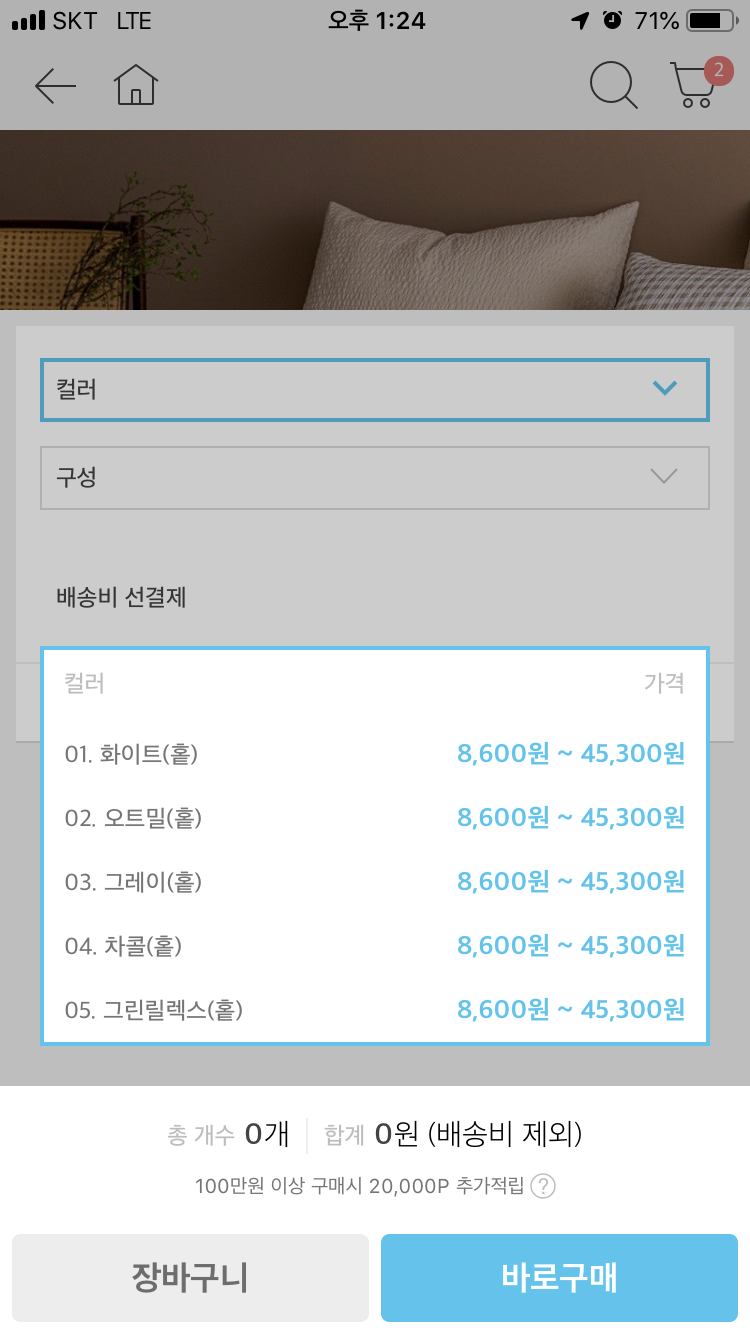 SKT LTE 오후 1:24 71%
2
컬러
구성
배송비 선결제
컬러 가격
01. 화이트(홑) 8,600원 ~ 45,300원
02. 오트밀(홑) 8,600원 ~ 45,300원
03. 그레이(홑) 8,600원 ~ 45,300원
04. 차콜(홑) 8,600원 ~ 45,300원
05. 그린릴렉스(홑) 8,600원 ~ 45,300원
총 개수 0개 합계 0원 (배송비 제외)
100만원 이상 구매시 20,000P 추가적립 ?
장바구니 바로구매